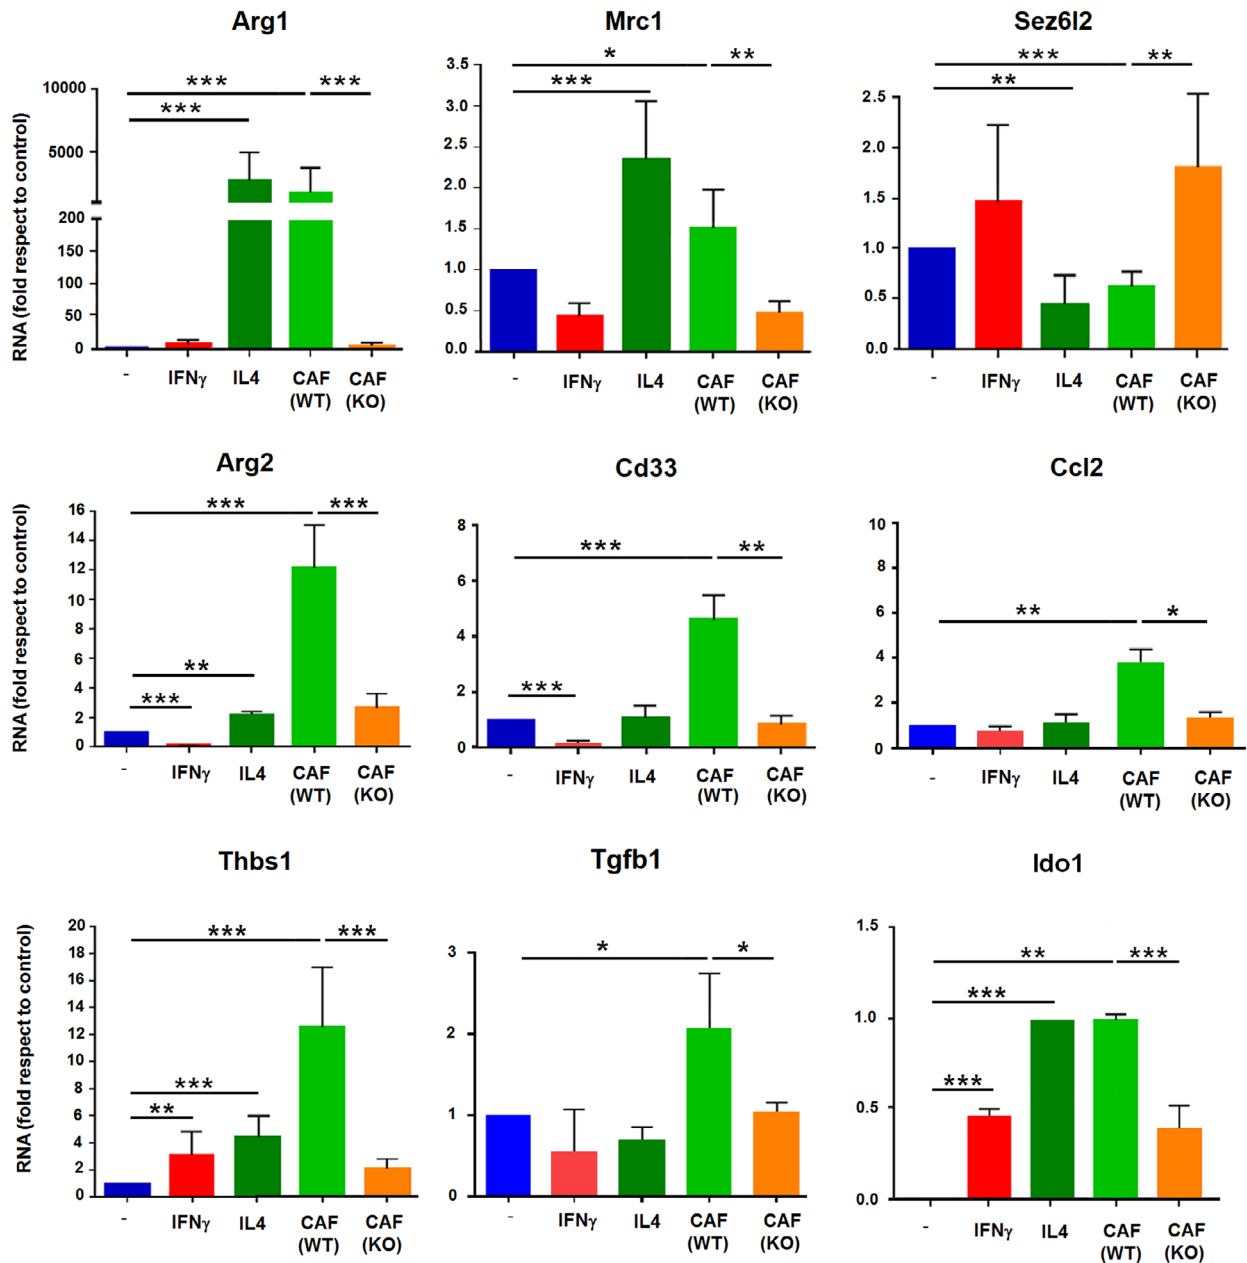 Arg1
Mrc1
Sez6l2
RNA (fold respect to control)
10000
5000
200
150
100
50
0
***
***
***
-
IFNγ
IL4
CAF
(WT)
CAF
(KO)
3.5
3.0
2.5
2.0
1.5
1.0
0.5
0.0
*
**
***
-
IFNγ
IL4
CAF
(WT)
CAF
(KO)
2.5
2.0
1.5
1.0
0.5
0.0
***
**
**
-
IFNγ
IL4
CAF
(WT)
CAF
(KO)
Arg2
Cd33
Ccl2
RNA (fold respect to control)
16
14
12
10
8
6
4
2
0
***
***
**
***
-
IFNγ
IL4
CAF
(WT)
CAF
(KO)
8
6
4
2
0
***
**
***
-
IFNγ
IL4
CAF
(WT)
CAF
(KO)
10
8
6
4
2
0
**
*
-
IFNγ
IL4
CAF
(WT)
CAF
(KO)
Thbs1
Tgfb1
Ido1
RNA (fold respect to control)
20
18
16
14
12
10
8
6
4
2
0
***
***
***
**
-
IFNγ
IL4
CAF
(WT)
CAF
(KO)
3
2
1
0
*
*
-
IFNγ
IL4
CAF
(WT)
CAF
(KO)
1.5
1.0
0.5
0.0
**
***
***
***
-
IFNγ
IL4
CAF
(WT)
CAF
(KO)